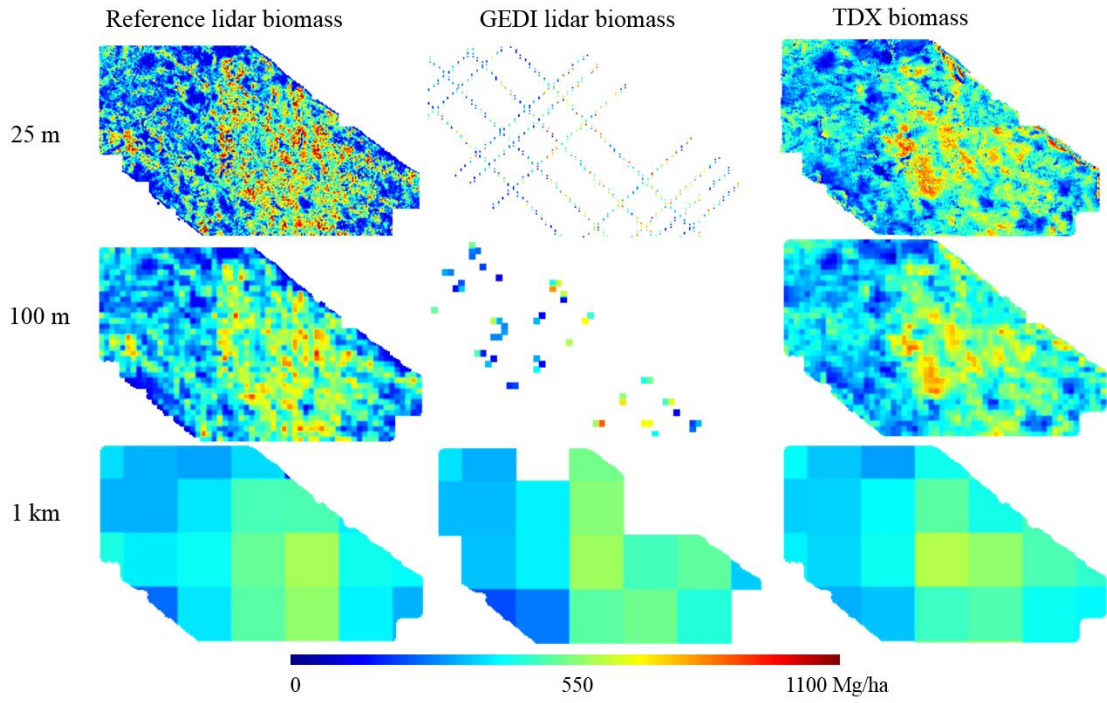 Reference lidar biomass GEDI lidar biomass TDX biomass
25 m
100 m
1 km
0 550 1100 Mg/ha